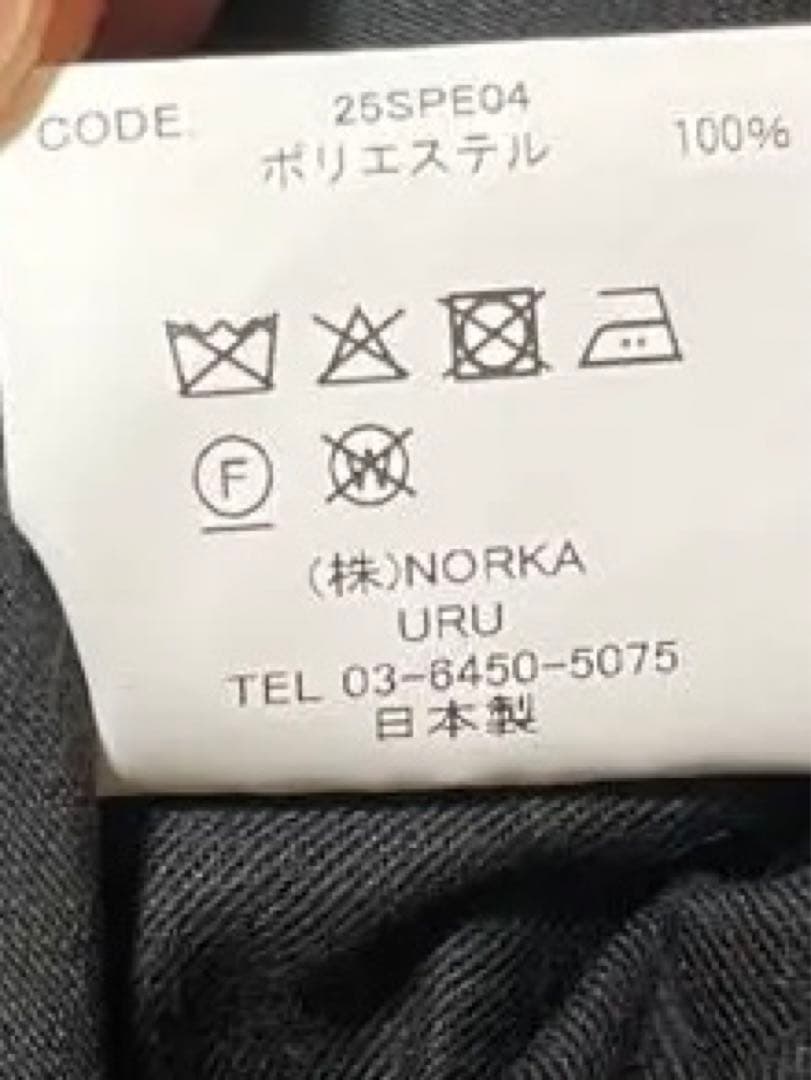 CODE. 25SPE04
ポリエステル 100%
F W
(株)NORKA
URU
TEL 03-6450-5075
日本製